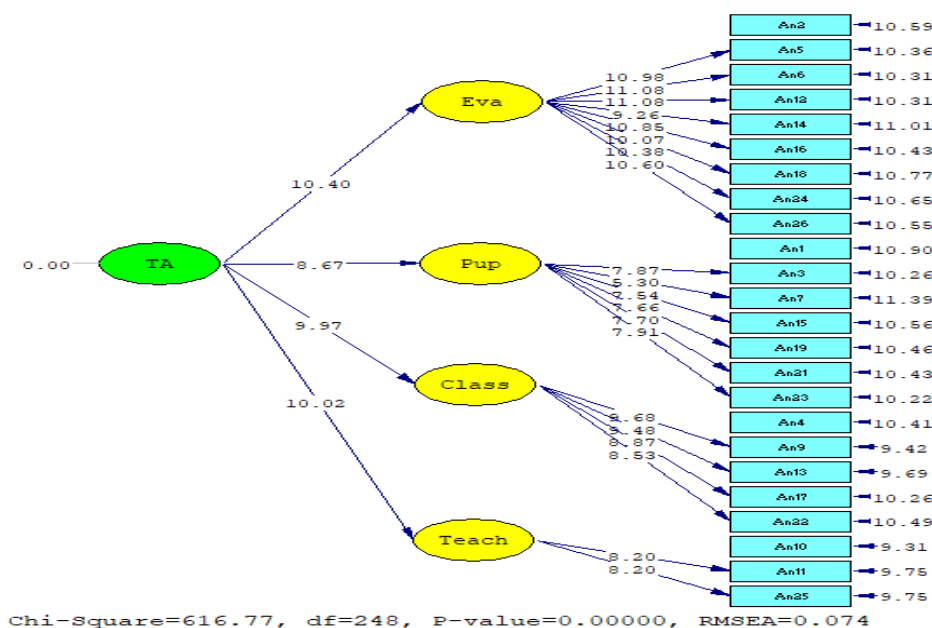 An2 10.59
An5 10.36
An6 10.31
An12 10.31
An14 11.01
An16 10.43
An18 10.77
An24 10.65
An26 10.55
An1 10.90
An3 10.26
An7 11.39
An15 10.56
An19 10.46
An21 10.43
An23 10.22
An4 10.41
An9 9.42
An13 9.69
An17 10.26
An22 10.49
An10 9.31
An11 9.75
An25 9.75
Eva
10.98
11.08
11.08
9.26
10.85
10.07
10.38
10.60
10.40
0.00 TA 8.67 Pup
7.87
5.30
7.54
7.66
7.70
7.91
9.97
Class
9.68
9.48
8.87
8.53
10.02
Teach
8.20
8.20
Chi-Square=616.77, df=248, P-value=0.00000, RMSEA=0.074